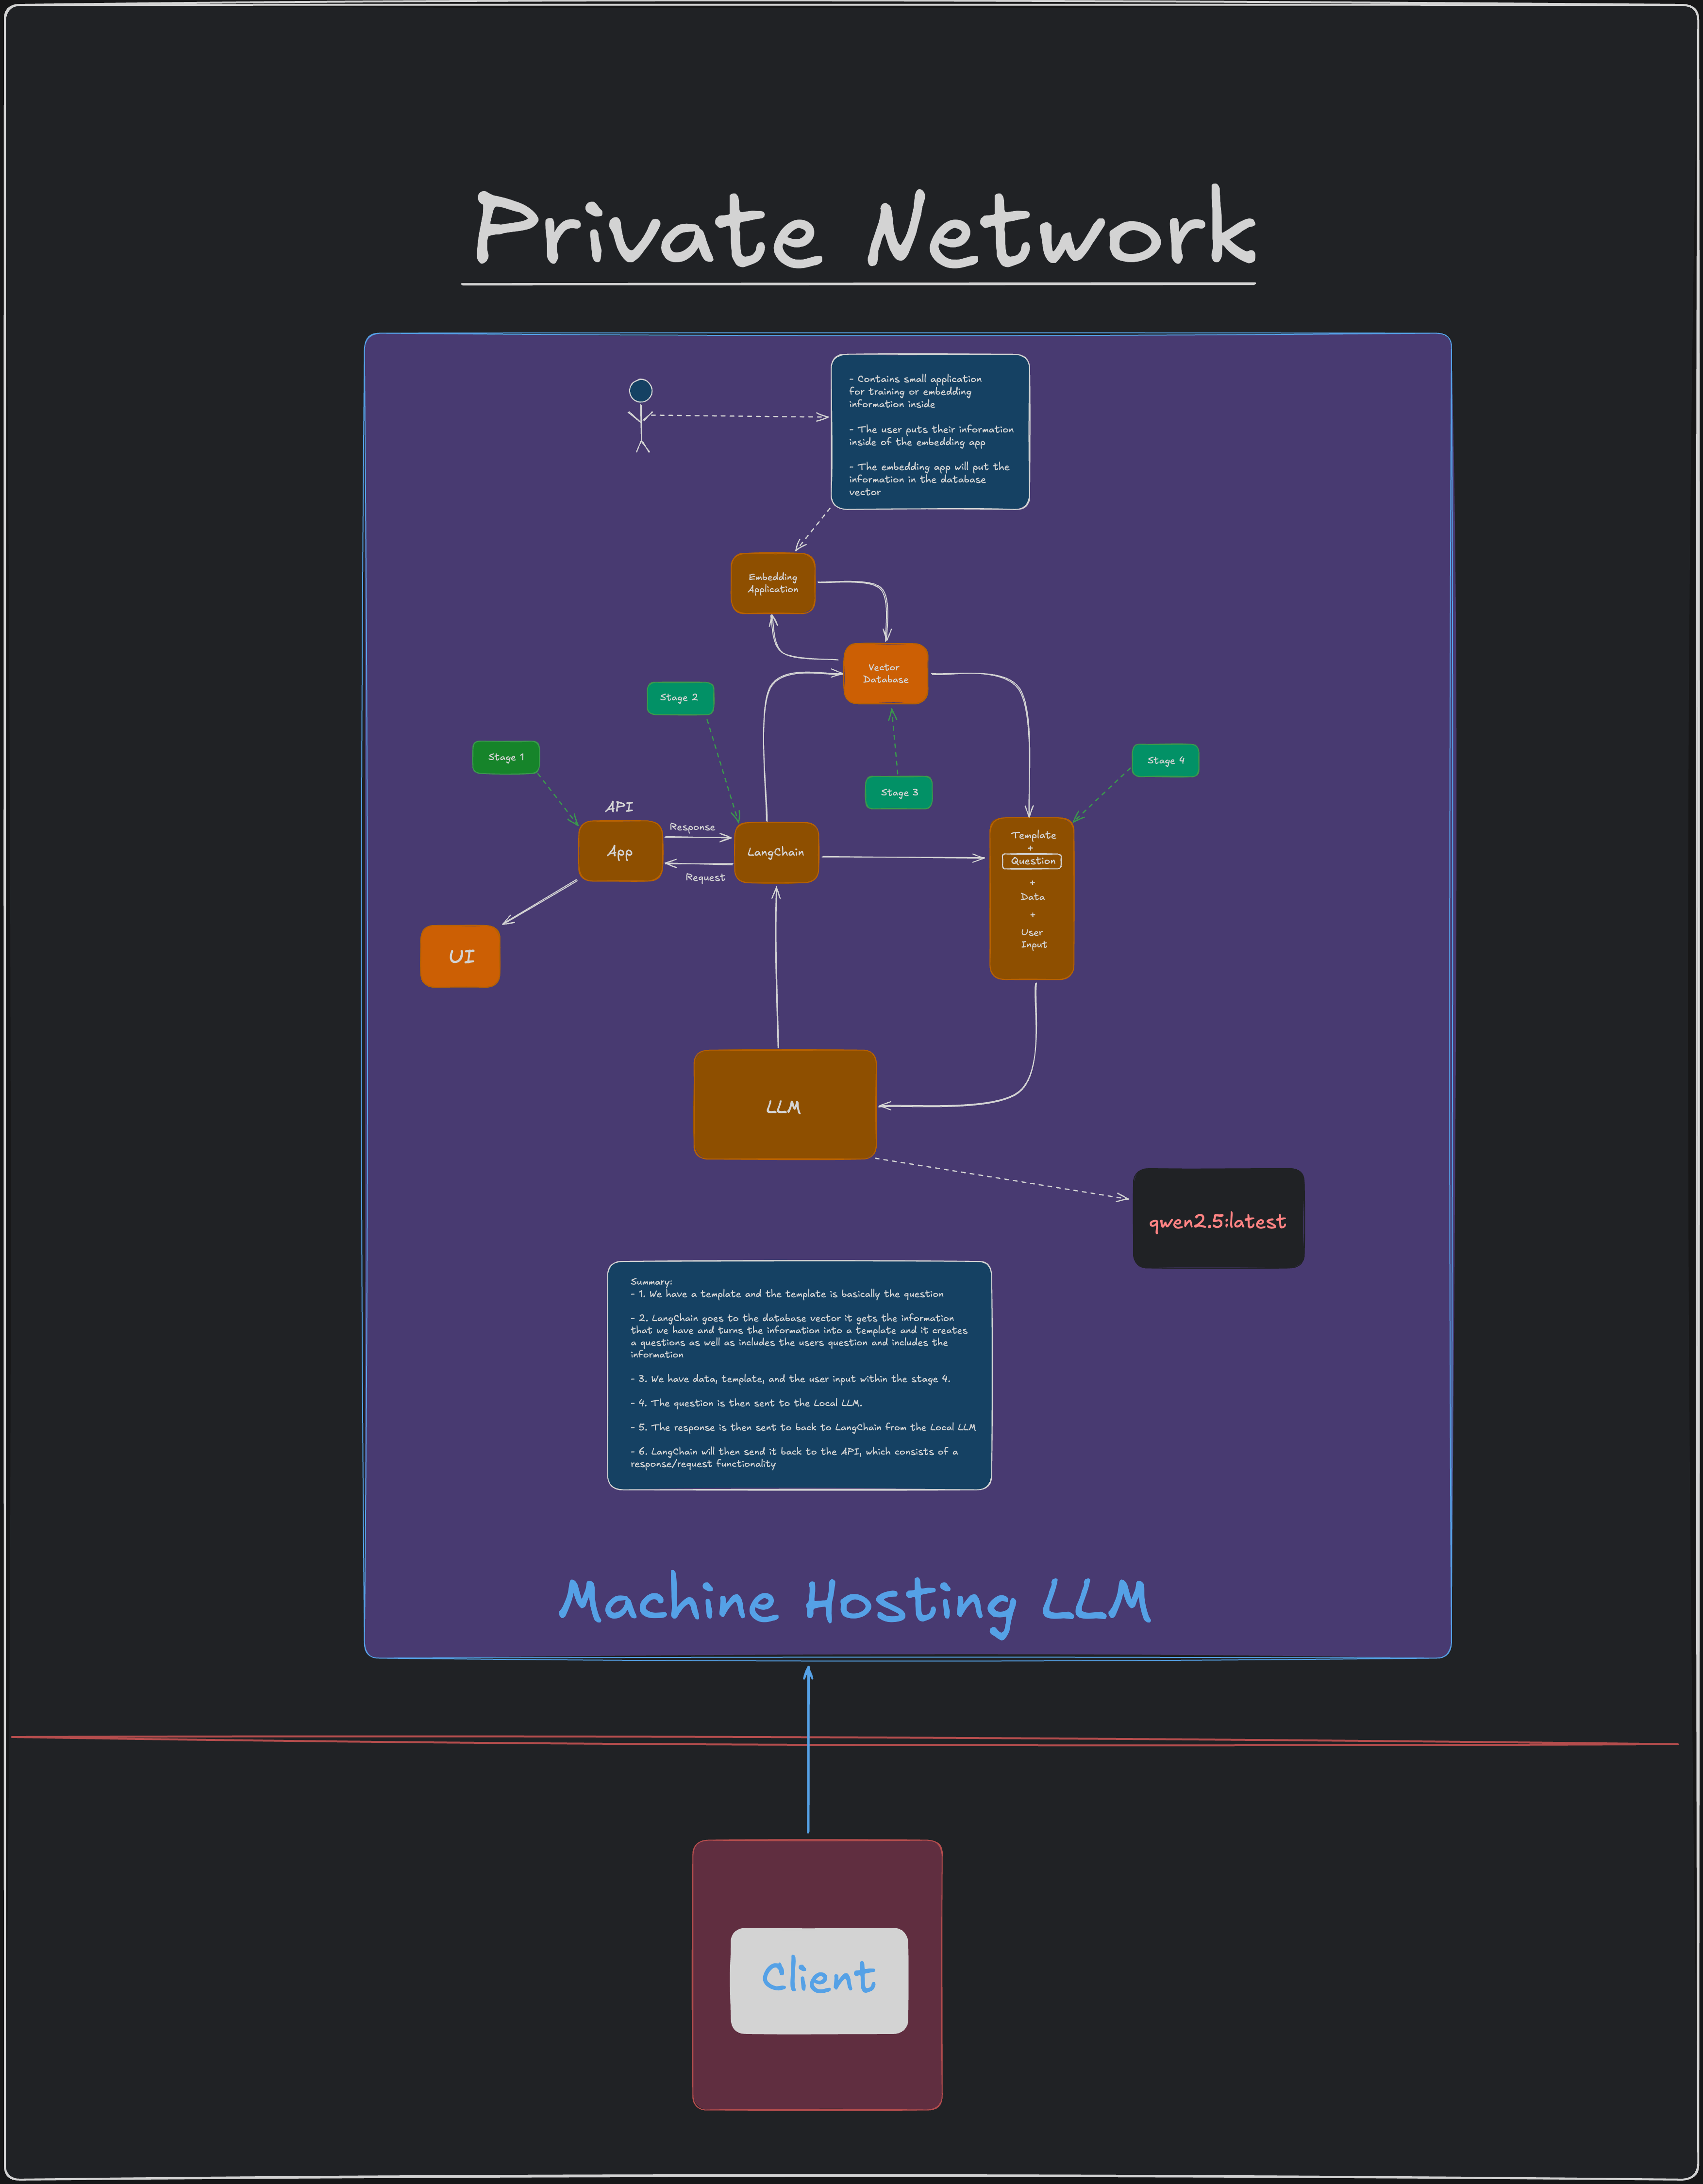 Private Network
- Contains small application
for training or embedding
information inside
- The user puts their information
inside of the embedding app
- The embedding app will put the
information in the database
vector
Embedding
Application
Vector
Database
Stage 2
Stage 1
Stage 4
Stage 3
API
Response
App
LangChain
Request
Template
+
Question
+
Data
+
User
Input
UI
LLM
qwen2.5:latest
Summary:
- 1. We have a template and the template is basically the question
- 2. LangChain goes to the database vector it gets the information
that we have and turns the information into a template and it creates
a questions as well as includes the users question and includes the
information
- 3. We have data, template, and the user input within the stage 4.
- 4. The question is then sent to the Local LLM.
- 5. The response is then sent to back to LangChain from the Local LLM
- 6. LangChain will then send it back to the API, which consists of a
response/request functionality
Machine Hosting LLM
Client